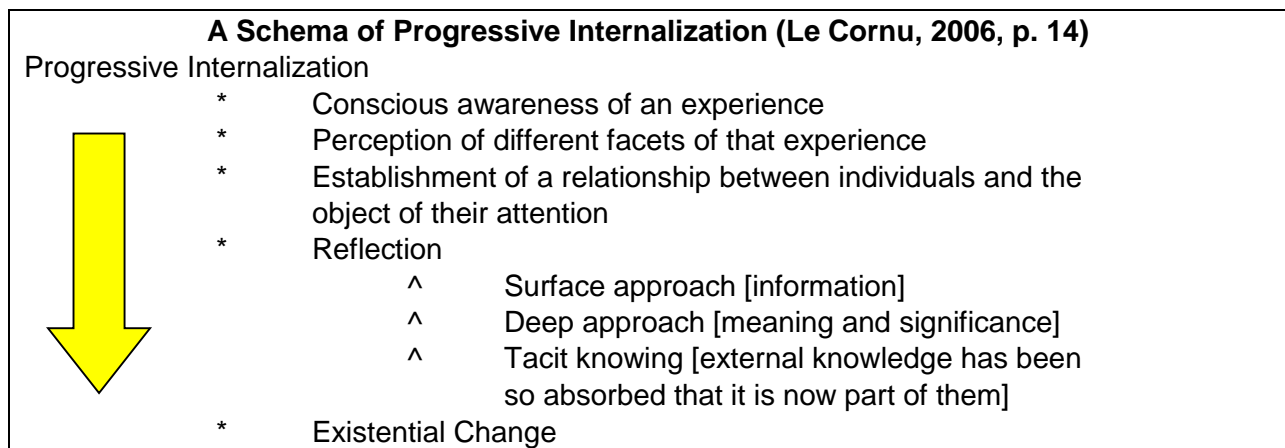 A Schema of Progressive Internalization (Le Cornu, 2006, p. 14)
Progressive Internalization
* Conscious awareness of an experience
* Perception of different facets of that experience
* Establishment of a relationship between individuals and the
object of their attention
* Reflection
^ Surface approach [information]
^ Deep approach [meaning and significance]
^ Tacit knowing [external knowledge has been
so absorbed that it is now part of them]
* Existential Change